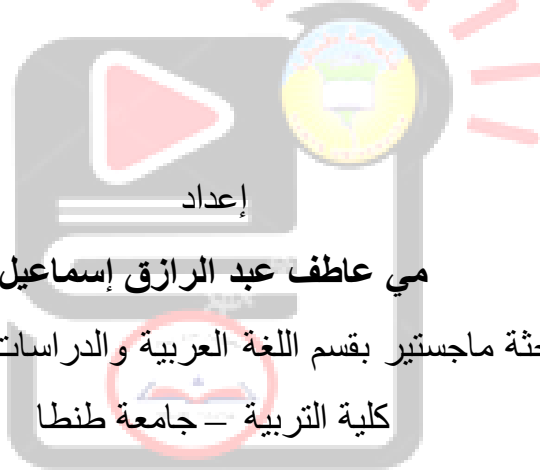 إعداد
مي عاطف عبد الرازق إسماعيل
ماجستير بقسم اللغة العربية والدراسات
كلية التربية – جامعة طنطا